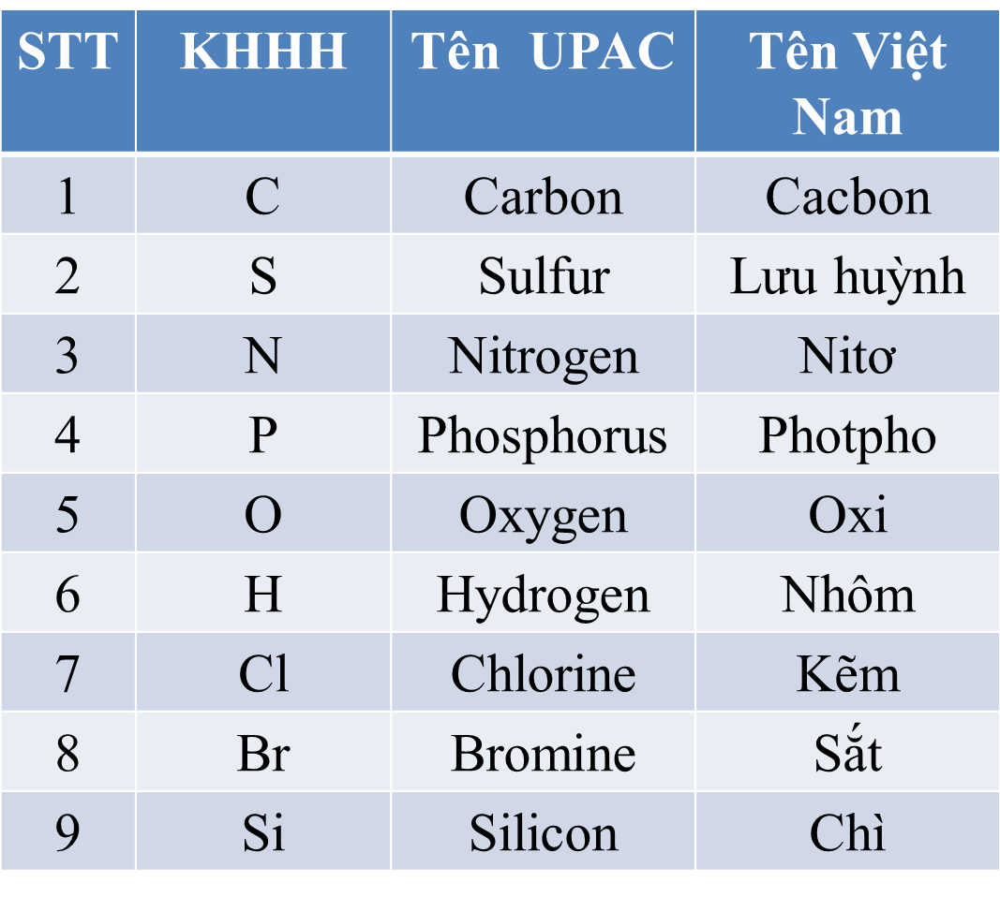 STT KHHH Tên UPAC Tên Việt
Nam
1 C Carbon Cacbon
2 S Sulfur Lưu huỳnh
3 N Nitrogen Nitơ
4 P Phosphorus Photpho
5 O Oxygen Oxi
6 H Hydrogen Nhôm
7 Cl Chlorine Kẽm
8 Br Bromine Sắt
9 Si Silicon Chì